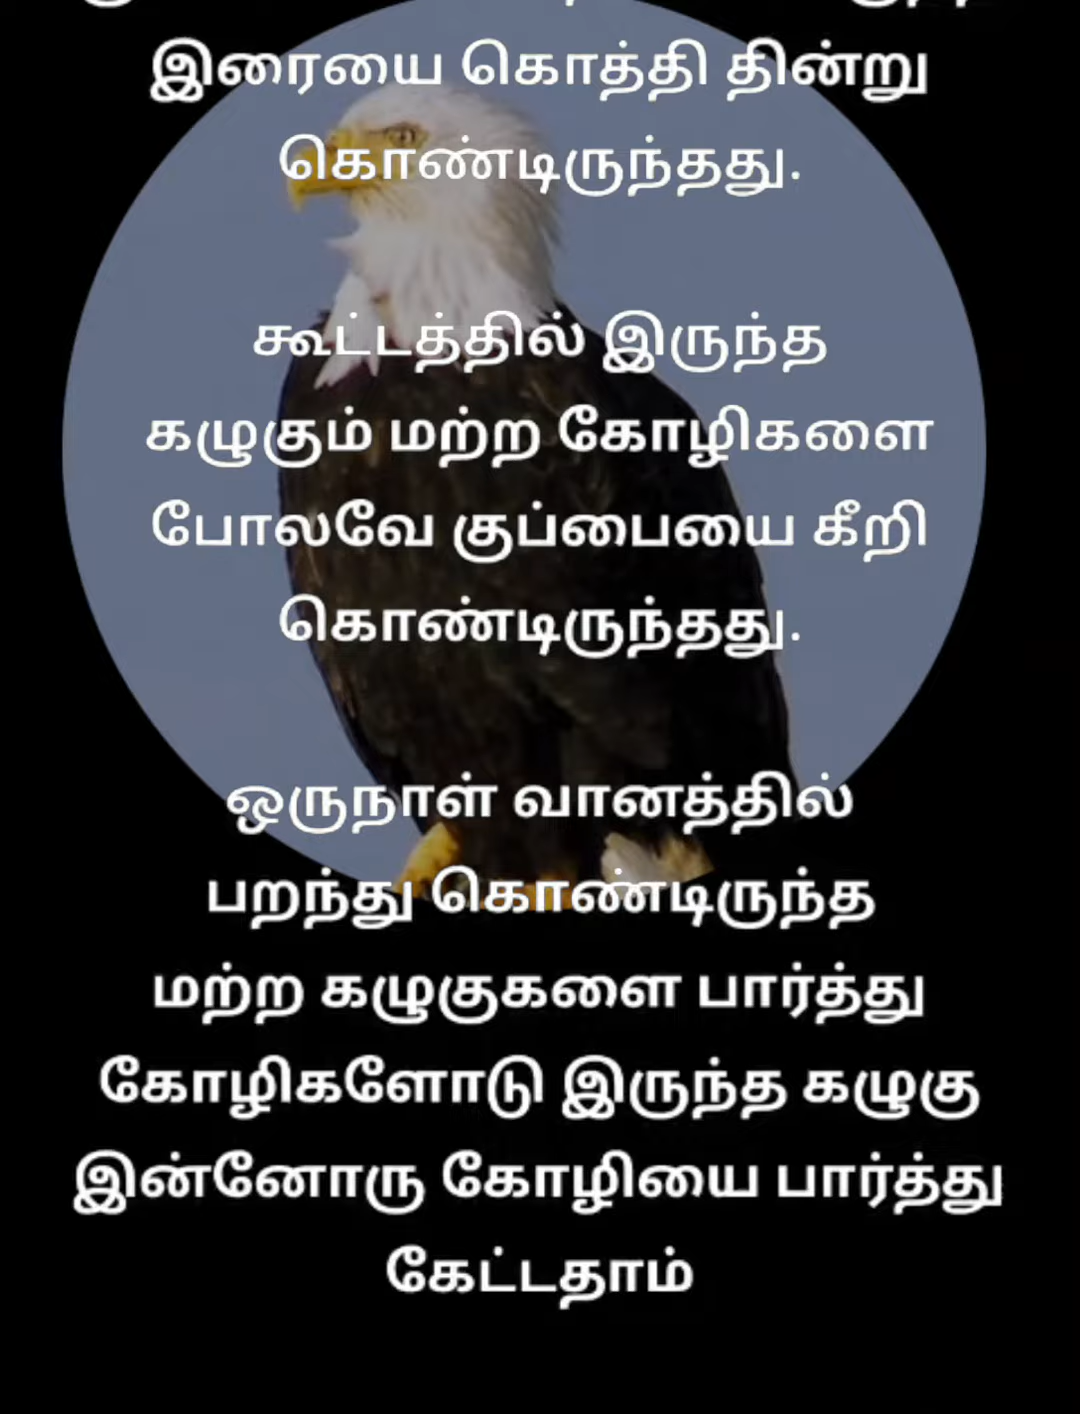 இரையை கொத்தி தின்று
கொண்டிருந்தது.
கூட்டத்தில் இருந்த
கழுகும் மற்ற கோழிகளை
போலவே குப்பையை கீறி
கொண்டிருந்தது.
ஒருநாள் வானத்தில்
பறந்து கொண்டிருந்த
மற்ற கழுகுகளை பார்த்து
கோழிகளோடு இருந்த கழுகு
இன்னோரு கோழியை பார்த்து
கேட்டதாம்